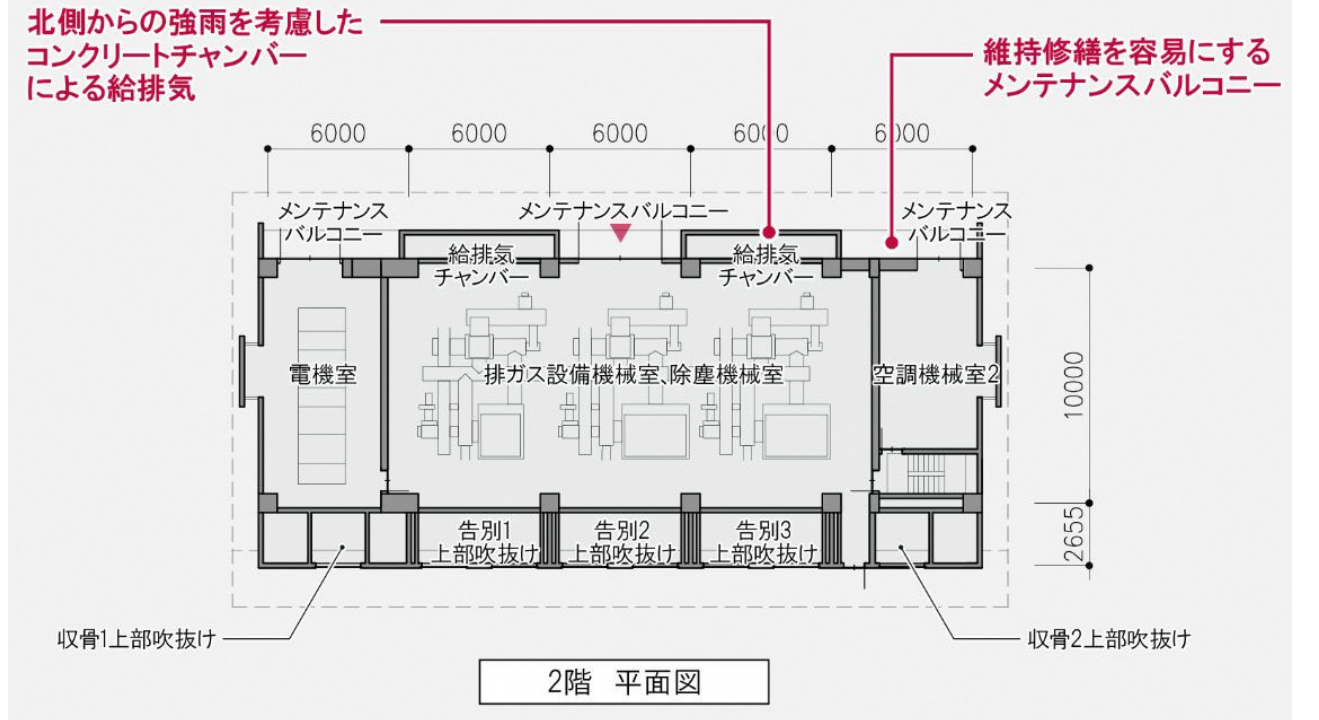 北側からの強雨を考慮した
コンクリートチャンバー
による給排気
維持修繕を容易にする
メンテナンスバルコニー
6000
6000
6000
6000
6000
メンテナンス
バルコニー
メンテナンスバルコニー
メンテナンス
バルコニー
給排気
チャンバー
給排気
チャンバー
電機室
排ガス設備機械室、除塵機械室
空調機械室2
10000
2655
告別1
上部吹抜け
告別2
上部吹抜け
告別3
上部吹抜け
収骨1上部吹抜け
収骨2上部吹抜け
2階 平面図